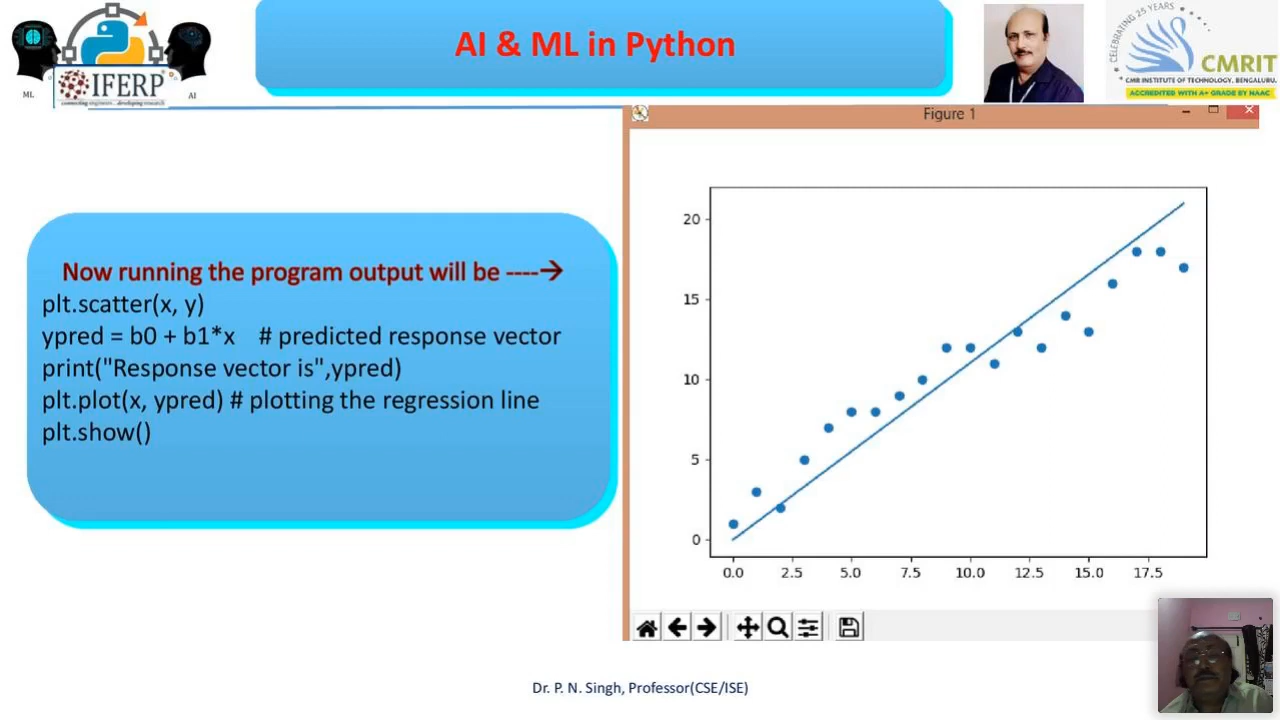 ML
IFERP
connecting engineers...developing research
AI
AI & ML in Python
CELEBRATING 25 YEARS
CMRIT
CMR INSTITUTE OF TECHNOLOGY, BENGALURU.
ACCREDITED WITH A+ GRADE BY NAAC
Now running the program output will be ----→
plt.scatter(x, y)
ypred = b0 + b1*x # predicted response vector
print("Response vector is",ypred)
plt.plot(x, ypred) # plotting the regression line
plt.show()
Figure 1
20
15
10
5
0
0.0 2.5 5.0 7.5 10.0 12.5 15.0 17.5
Dr. P. N. Singh, Professor(CSE/ISE)